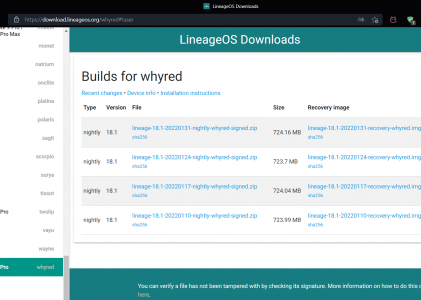 LineageOS Downloads
https://download.lineageos.org/whyred#
Pro Max
LineageOS Downloads
monet
natrium
onclite
platina
polaris
sagit
scorpio
surya
tissot
Pro
twolip
vayu
wayne
Pro
whyred
Builds for whyred
Recent changes • Device info • Installation instructions
Type Version File Size Recovery image
nightly 18.1 lineage-18.1-20220131-nightly-whyred-signed.zip 724.16 MB lineage-18.1-20220131-recovery-whyred.img
sha256 sha256
nightly 18.1 lineage-18.1-20220124-nightly-whyred-signed.zip 723.7 MB lineage-18.1-20220124-recovery-whyred.img
sha256 sha256
nightly 18.1 lineage-18.1-20220117-nightly-whyred-signed.zip 724.04 MB lineage-18.1-20220117-recovery-whyred.img
sha256 sha256
nightly 18.1 lineage-18.1-20220110-nightly-whyred-signed.zip 723.99 MB lineage-18.1-20220110-recovery-whyred.img
sha256 sha256
You can verify a file has not been tampered with by checking its signature. More information on how to do this c
here.